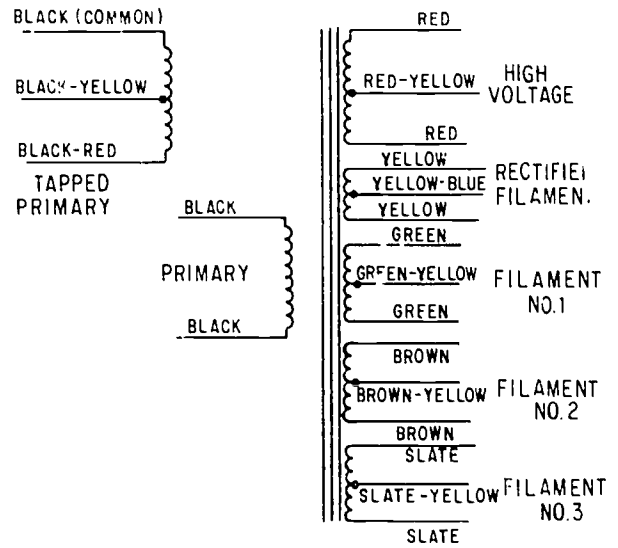 BLACK (COMMON)
BLACK-YELLOW
BLACK-RED
TAPPED
PRIMARY
BLACK
PRIMARY
BLACK
RED
RED-YELLOW
RED
HIGH
VOLTAGE
YELLOW
YELLOW-BLUE
YELLOW
GREEN
GREEN-YELLOW
GREEN
FILAMENT
NO.1
BROWN
BROWN-YELLOW
BROWN
FILAMENT
NO.2
SLATE
SLATE-YELLOW
SLATE
FILAMENT
NO.3